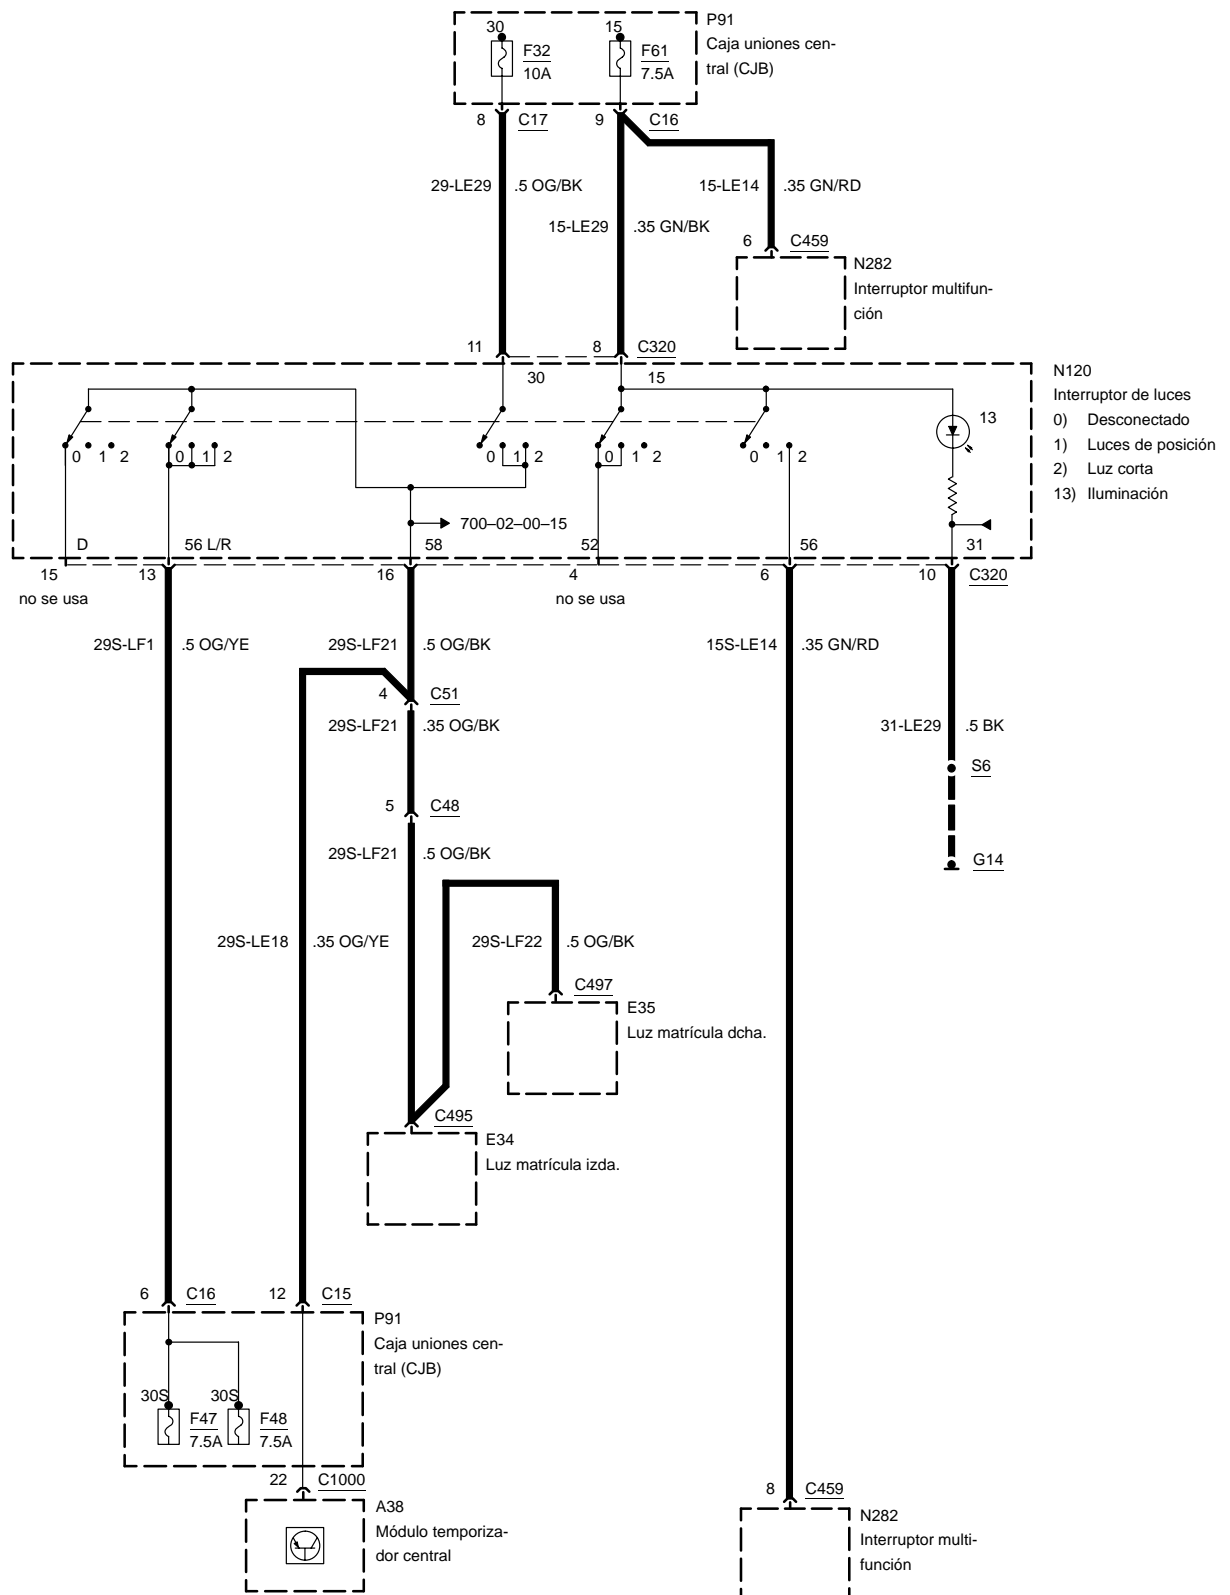 30
15
P91
Caja uniones cen-
tral (CJB)
F32
10A
F61
7.5A
8
C17
9
C16
29-LE29
.5 OG/BK
15-LE14
.35 GN/RD
15-LE29
.35 GN/BK
6
C459
N282
Interruptor multifun-
ción
11
8
C320
30
15
N120
Interruptor de luces
0) Desconectado
1) Luces de posición
2) Luz corta
13) Iluminación
13
0 1 2
0 1 2
0 1 2
0 1 2
0 1 2
700–02–00–15
D
56 L/R
58
52
56
31
15
13
16
4
6
10
C320
no se usa
no se usa
29S-LF1
.5 OG/YE
29S-LF21
.5 OG/BK
15S-LE14
.35 GN/RD
4
C51
29S-LF21
.35 OG/BK
31-LE29
.5 BK
S6
5
C48
29S-LF21
.5 OG/BK
G14
29S-LE18
.35 OG/YE
29S-LF22
.5 OG/BK
C497
E35
Luz matrícula dcha.
C495
E34
Luz matrícula izda.
6
C16
12
C15
P91
Caja uniones cen-
tral (CJB)
30S
30S
F47
7.5A
F48
7.5A
22
C1000
A38
Módulo temporiza-
dor central
8
C459
N282
Interruptor multi-
función